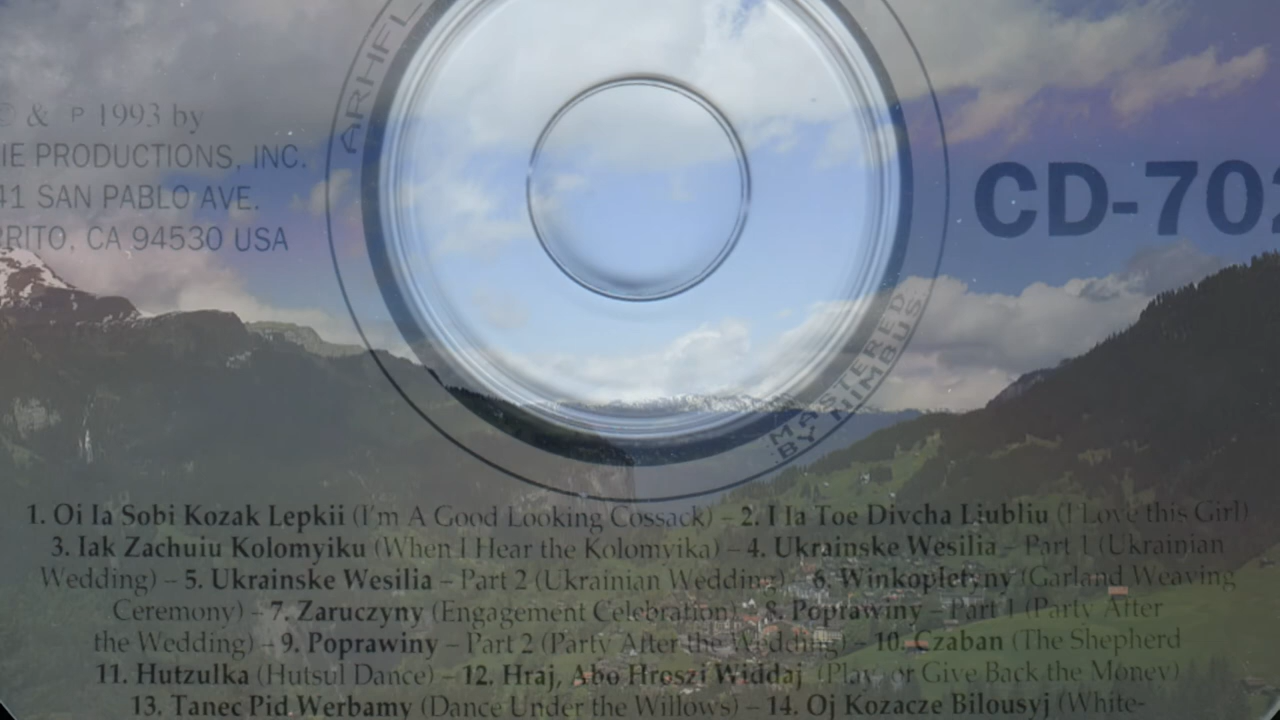 ARHFL
© & P 1993 by
IE PRODUCTIONS, INC.
41 SAN PABLO AVE.
RRITO, CA 94530 USA
CD-702
MASTERED
BY NIMBUS
1. Oi Ia Sobi Kozak Lepkii (I'm A Good Looking Cossack) – 2. I Ia Toe Divcha Liubliu (I Love this Girl)
3. Iak Zachuiu Kolomyiku (When I Hear the Kolomyika) – 4. Ukrainske Wesilia – Part 1 (Ukrainian
Wedding) – 5. Ukrainske Wesilia – Part 2 (Ukrainian Wedding) – 6. Winkopletyny (Garland Weaving
Ceremony) – 7. Zaruczyny (Engagement Celebration) – 8. Poprawiny – Part 1 (Party After
the Wedding) – 9. Poprawiny – Part 2 (Party After the Wedding) – 10. Czaban (The Shepherd
11. Hutzulka (Hutsul Dance) – 12. Hraj, Abo Hroszi Widdaj (Play, or Give Back the Money)
13. Tanec Pid Werbamy (Dance Under the Willows) – 14. Oj Kozacze Bilousyj (White-